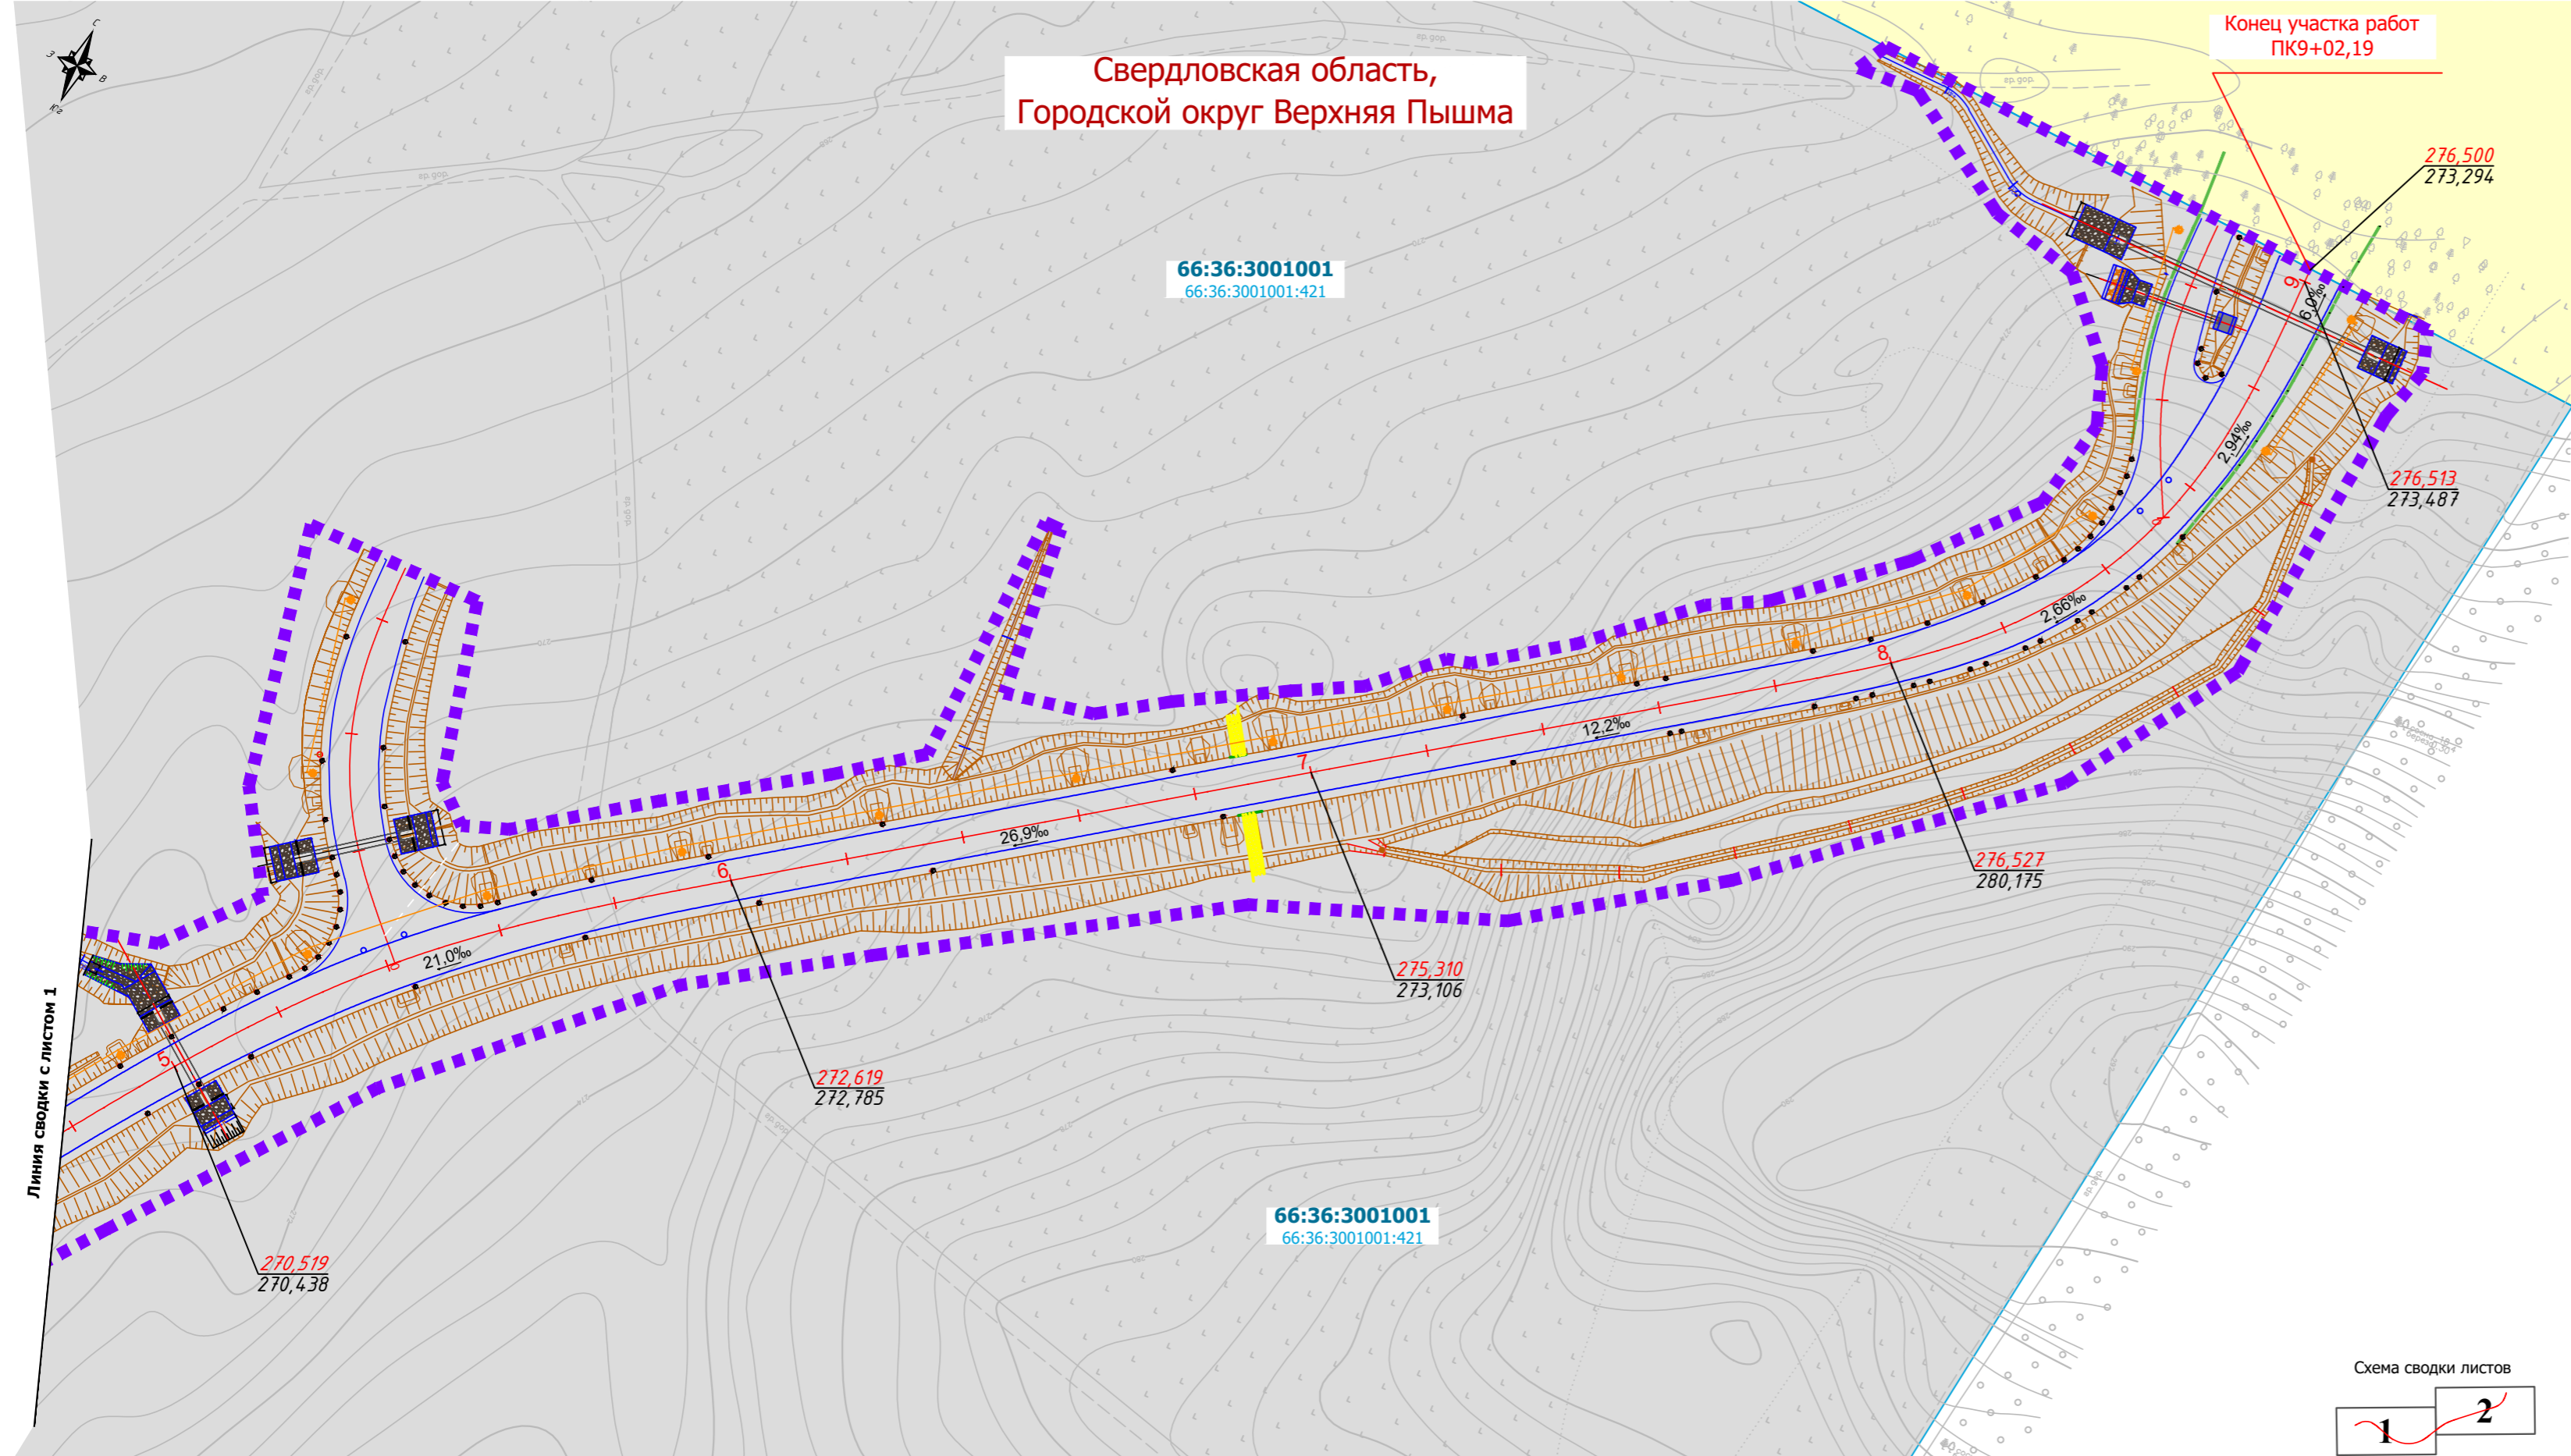 С
З
В
Юг
Свердловская область,
Городской округ Верхняя Пышма
Конец участка работ
ПК9+02,19
276,500
273,294
66:36:3001001
66:36:3001001:421
9
6,0‰
2,94‰
276,513
273,487
2,66‰
8
12,2‰
7
26,9‰
6
276,527
280,175
21,0‰
275,310
273,106
5
272,619
272,785
Линия сводки с листом 1
66:36:3001001
66:36:3001001:421
270,519
270,438
Схема сводки листов
1
2